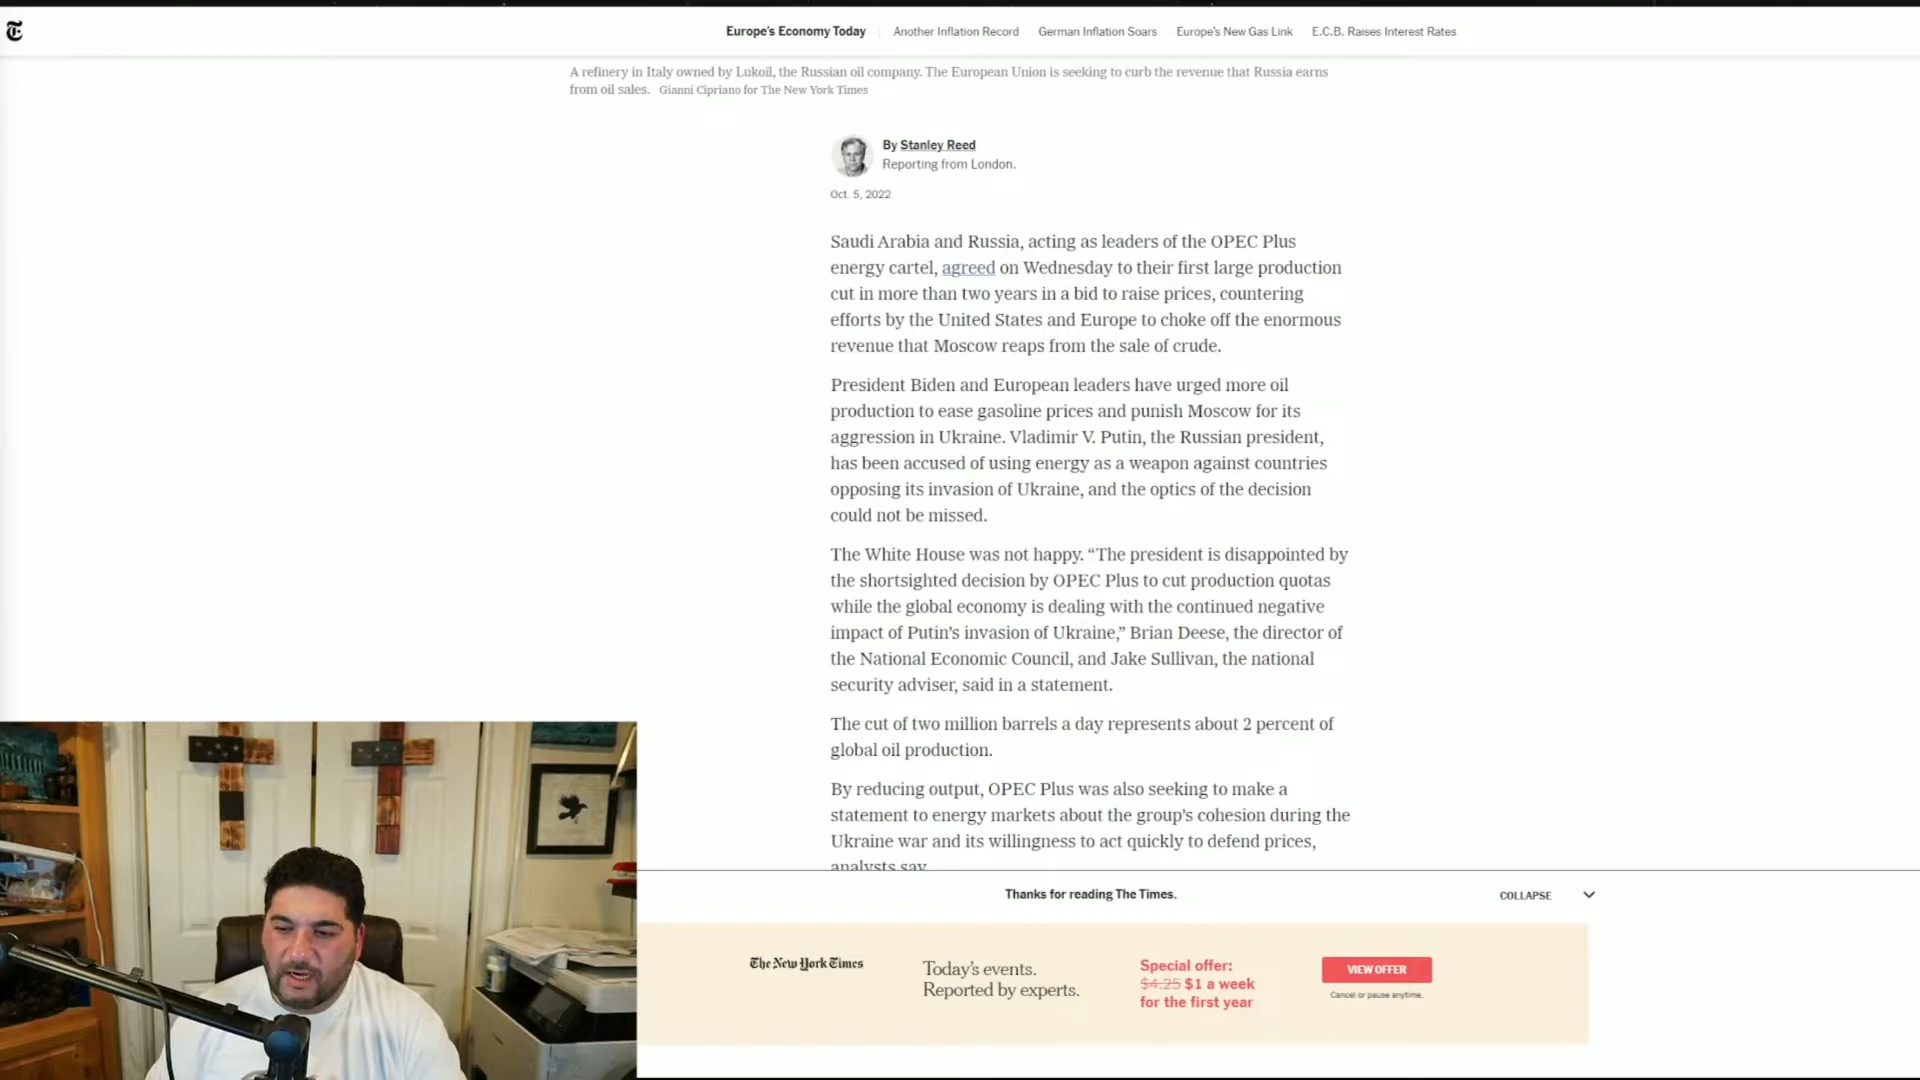 T
Europe's Economy Today
Another Inflation Record
German Inflation Soars
Europe's New Gas Link
E.C.B. Raises Interest Rates
A refinery in Italy owned by Lukoil, the Russian oil company. The European Union is seeking to curb the revenue that Russia earns
from oil sales. Gianni Cipriano for The New York Times
By Stanley Reed
Reporting from London.
Oct. 5, 2022
Saudi Arabia and Russia, acting as leaders of the OPEC Plus
energy cartel, agreed on Wednesday to their first large production
cut in more than two years in a bid to raise prices, countering
efforts by the United States and Europe to choke off the enormous
revenue that Moscow reaps from the sale of crude.
President Biden and European leaders have urged more oil
production to ease gasoline prices and punish Moscow for its
aggression in Ukraine. Vladimir V. Putin, the Russian president,
has been accused of using energy as a weapon against countries
opposing its invasion of Ukraine, and the optics of the decision
could not be missed.
The White House was not happy. “The president is disappointed by
the shortsighted decision by OPEC Plus to cut production quotas
while the global economy is dealing with the continued negative
impact of Putin’s invasion of Ukraine,” Brian Deese, the director of
the National Economic Council, and Jake Sullivan, the national
security adviser, said in a statement.
The cut of two million barrels a day represents about 2 percent of
global oil production.
By reducing output, OPEC Plus was also seeking to make a
statement to energy markets about the group’s cohesion during the
Ukraine war and its willingness to act quickly to defend prices,
analysts say
Thanks for reading The Times.
COLLAPSE
The New York Times
Today’s events.
Reported by experts.
Special offer:
$4.25 $1 a week
for the first year
VIEW OFFER
Cancel or pause anytime.